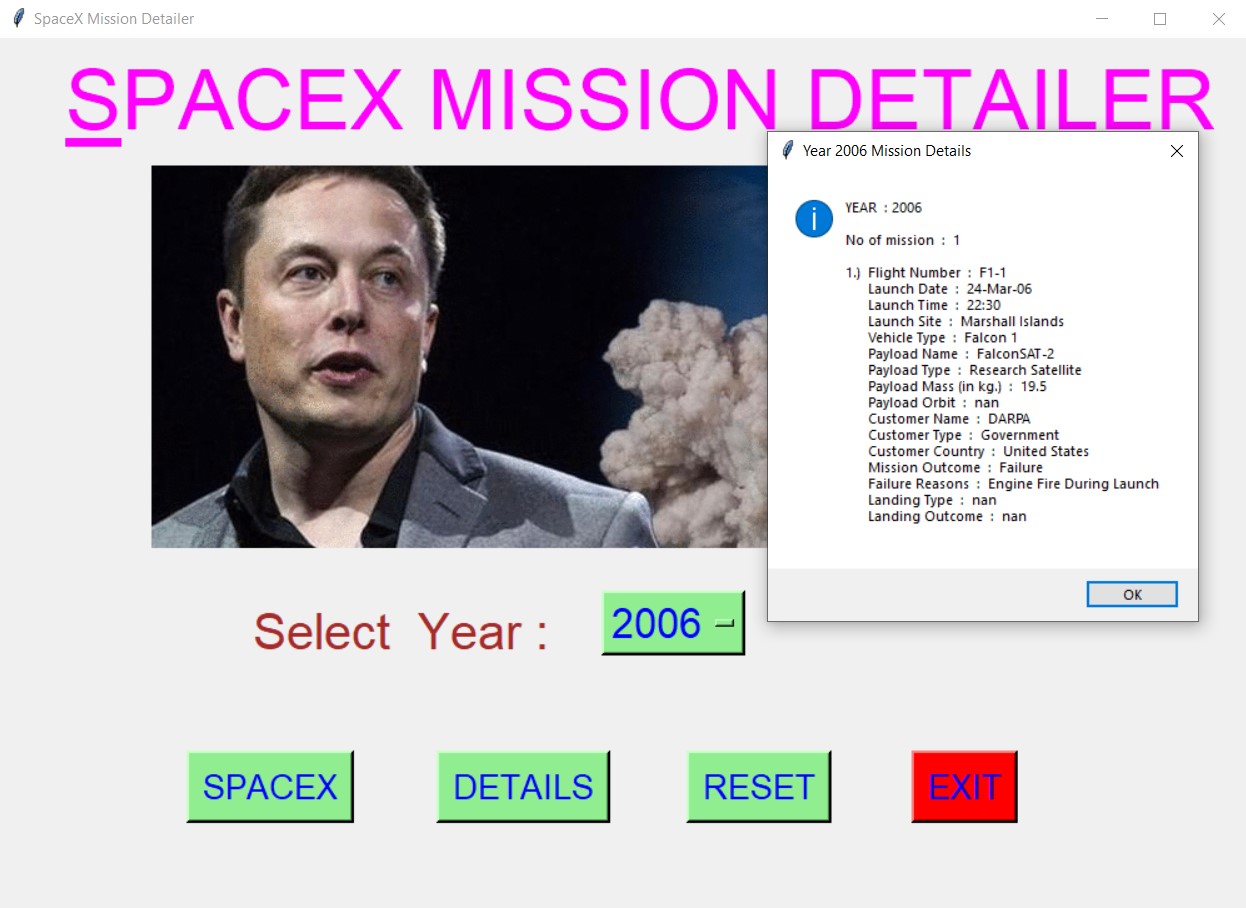 SpaceX Mission Detailer
SPACEX MISSION DETAILER
Year 2006 Mission Details
YEAR : 2006
No of mission : 1
1.) Flight Number : F1-1
Launch Date : 24-Mar-06
Launch Time : 22:30
Launch Site : Marshall Islands
Vehicle Type : Falcon 1
Payload Name : FalconSAT-2
Payload Type : Research Satellite
Payload Mass (in kg.) : 19.5
Payload Orbit : nan
Customer Name : DARPA
Customer Type : Government
Customer Country : United States
Mission Outcome : Failure
Failure Reasons : Engine Fire During Launch
Landing Type : nan
Landing Outcome : nan
OK
Select Year : 2006
SPACEX DETAILS RESET EXIT